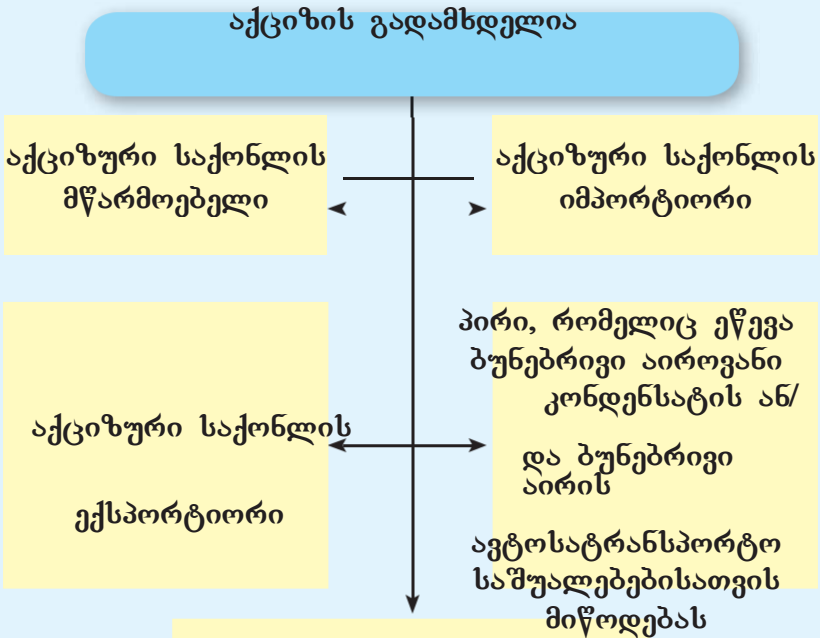 აქციზის გადამხდელია
აქციზური საქონლის
მწარმოებელი
აქციზური საქონლის
იმპორტიორი
აქციზური საქონლის
ექსპორტიორი
პირი, რომელიც ეწევა
ბუნებრივი აიროვანი
კონდენსატის ან/
და ბუნებრივი
აირის
ავტოსატრანსპორტო
საშუალებებისათვის
მიწოდებას